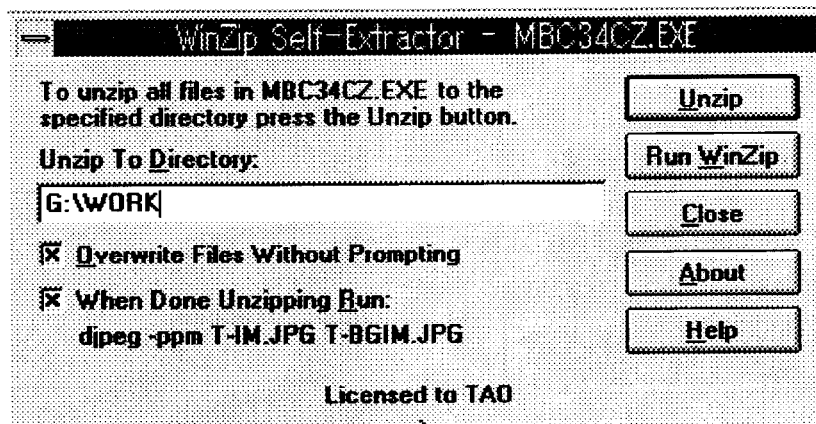 WinZip Self-Extractor - MBC34CZ.EXE
To unzip all files in MBC34CZ.EXE to the
specified directory press the Unzip button.
Unzip To Directory:
G:\WORK
Overwrite Files Without Prompting
When Done Unzipping Run:
djpeg -ppm T-IM.JPG T-BGIM.JPG
Licensed to TAO
Unzip
Run WinZip
Close
About
Help